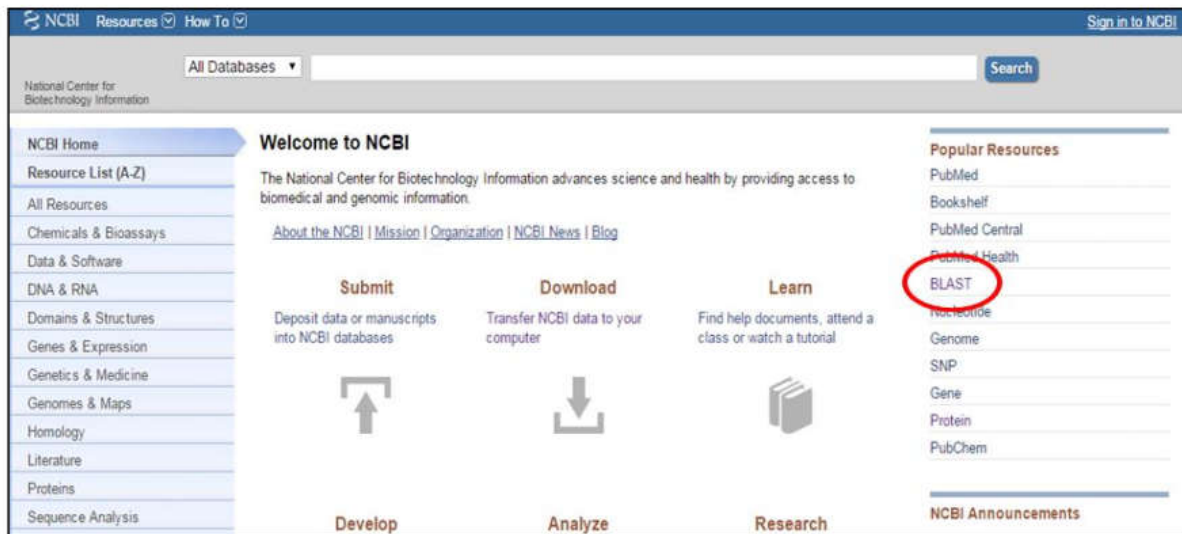 NCBI Resources How To Sign in to NCBI
All Databases Search
National Center for
Biotechnology Information
NCBI Home
Resource List (A-Z)
All Resources
Chemicals & Bioassays
Data & Software
DNA & RNA
Domains & Structures
Genes & Expression
Genetics & Medicine
Genomes & Maps
Homology
Literature
Proteins
Sequence Analysis
Welcome to NCBI
The National Center for Biotechnology Information advances science and health by providing access to
biomedical and genomic information.
About the NCBI | Mission | Organization | NCBI News | Blog
Submit
Deposit data or manuscripts
into NCBI databases
Download
Transfer NCBI data to your
computer
Learn
Find help documents, attend a
class or watch a tutorial
Develop
Analyze
Research
Popular Resources
PubMed
Bookshelf
PubMed Central
PubMed Health
BLAST
Nucleotide
Genome
SNP
Gene
Protein
PubChem
NCBI Announcements